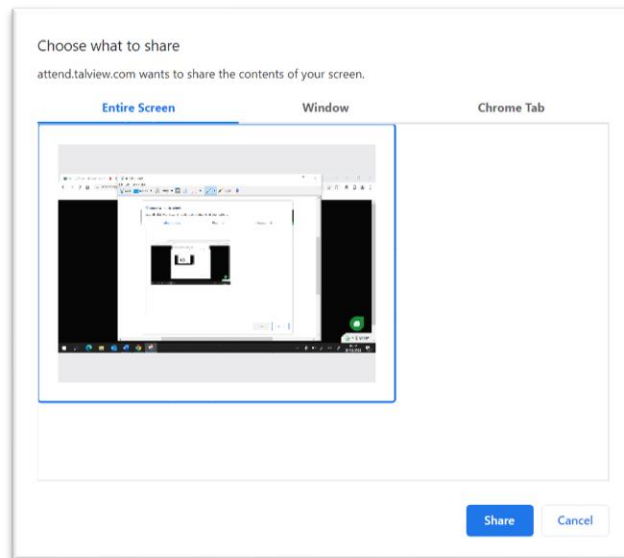 Choose what to share
attend.talview.com wants to share the contents of your screen.
Entire Screen
Window
Chrome Tab
Share
Cancel